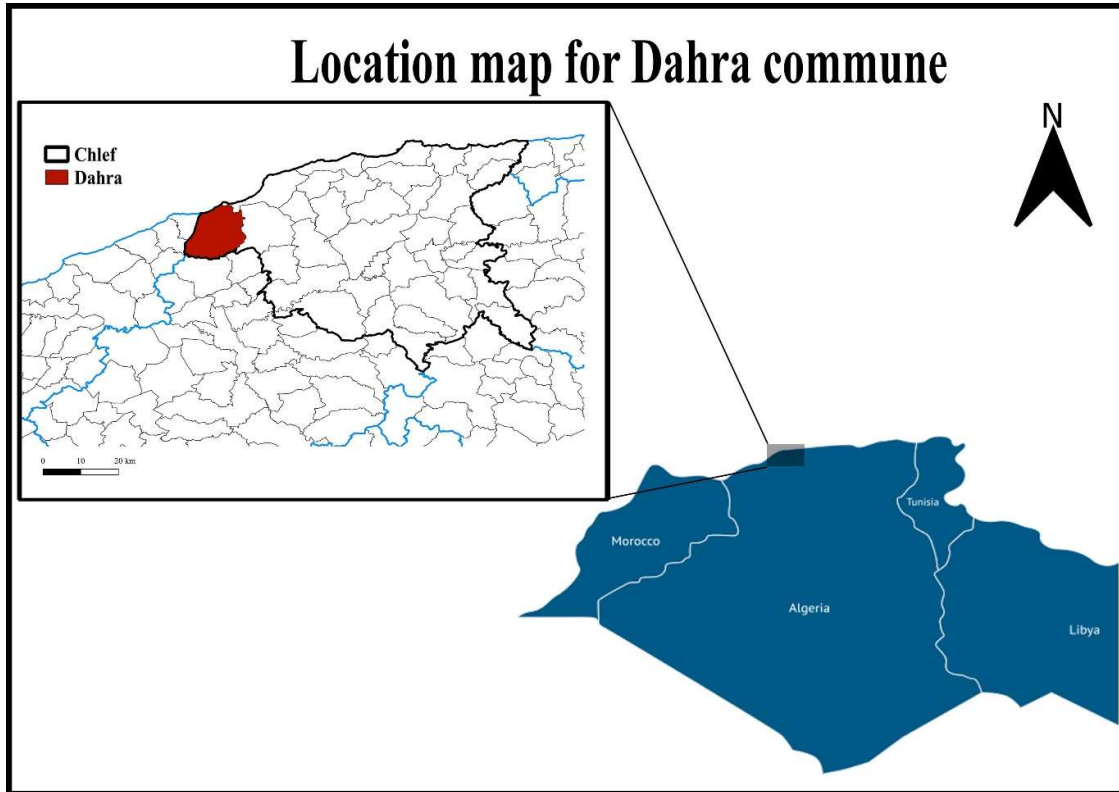 Location map for Dahra commune
N
Chlef
Dahra
0 10 20 km
Tunisia
Morocco
Algeria
Libya